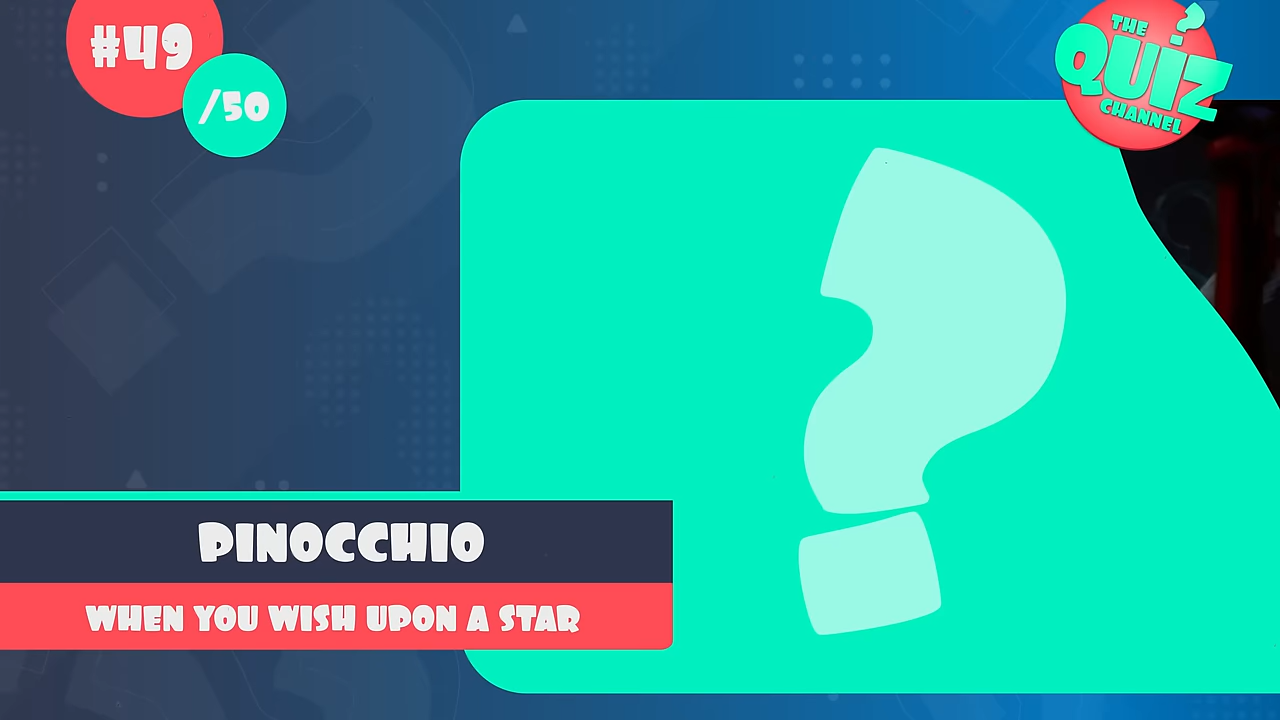 #49
/50
THE
QUIZ
CHANNEL
PINOCCHIO
WHEN YOU WISH UPON A STAR